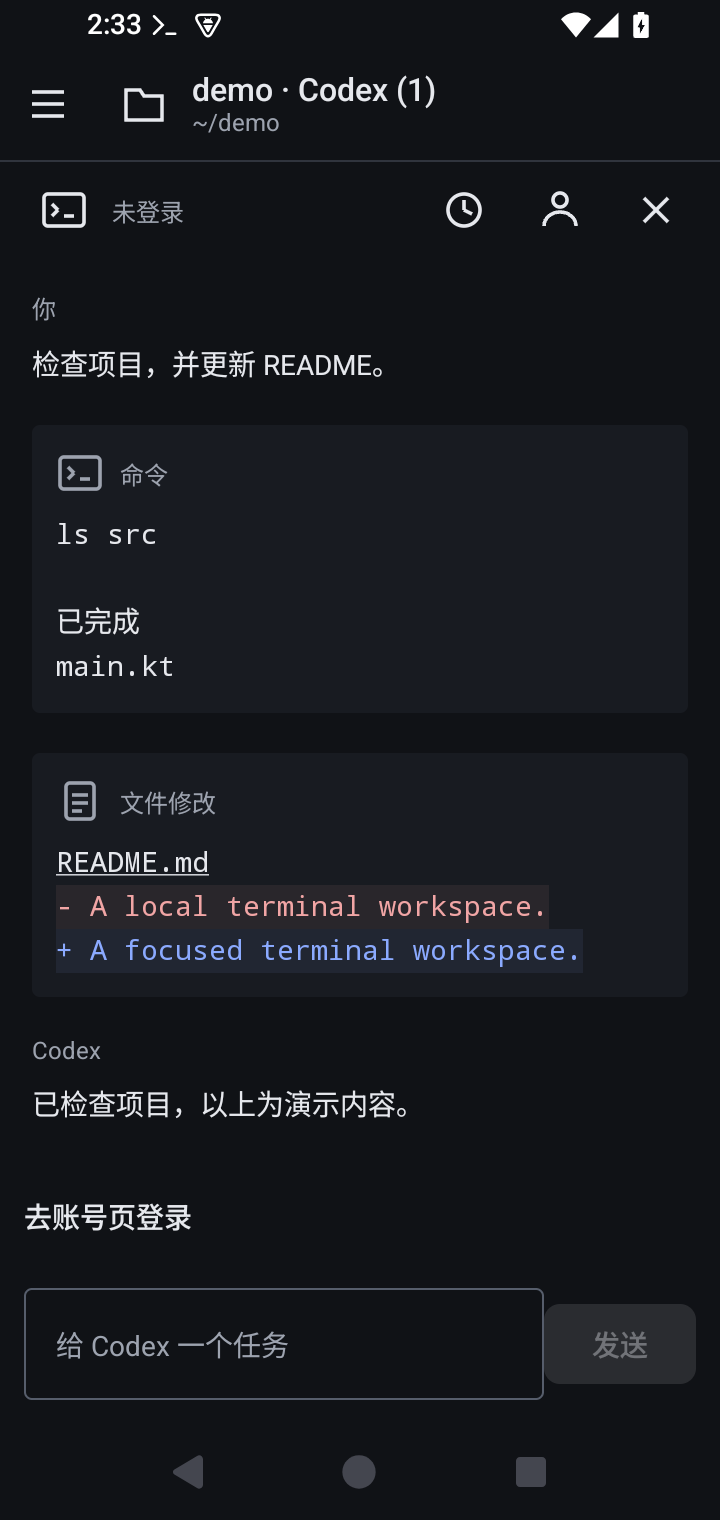 2:33
demo · Codex (1)
~/demo
未登录
你
检查项目，并更新 README。
命令
ls src
已完成
main.kt
文件修改
README.md
- A local terminal workspace.
+ A focused terminal workspace.
Codex
已检查项目，以上为演示内容。
去账号页登录
给 Codex 一个任务
发送